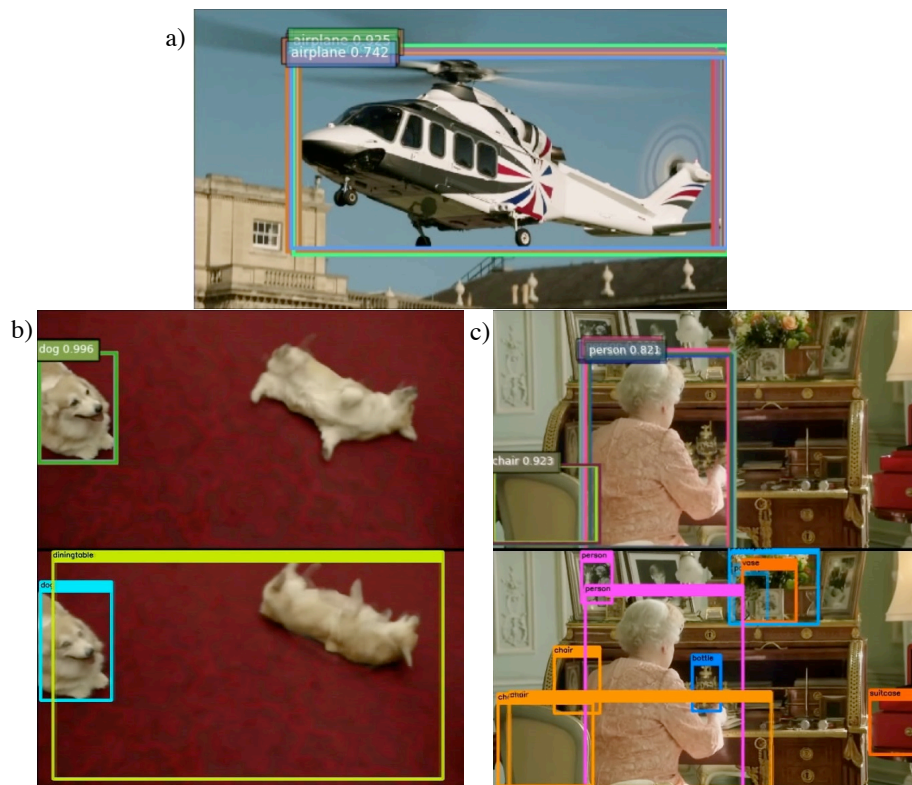 a)
airplane 0.925
airplane 0.742
b)
c)
dog 0.996
person 0.821
chair 0.923
diningtable
dog
person
vase
person
chair
bottle
chair
suitcase